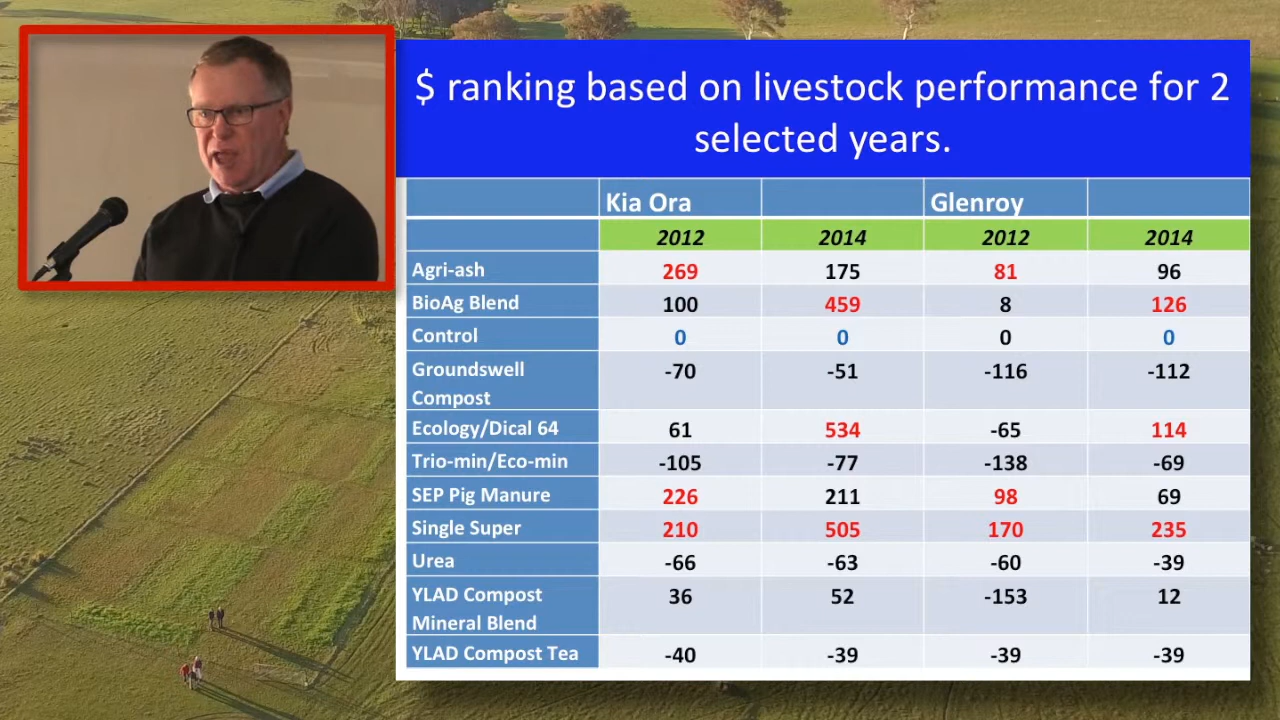 $ ranking based on livestock performance for 2
selected years.
Kia Ora Glenroy
2012 2014 2012 2014
Agri-ash 269 175 81 96
BioAg Blend 100 459 8 126
Control 0 0 0 0
Groundswell -70 -51 -116 -112
Compost
Ecology/Dical 64 61 534 -65 114
Trio-min/Eco-min -105 -77 -138 -69
SEP Pig Manure 226 211 98 69
Single Super 210 505 170 235
Urea -66 -63 -60 -39
YLAD Compost 36 52 -153 12
Mineral Blend
YLAD Compost Tea -40 -39 -39 -39